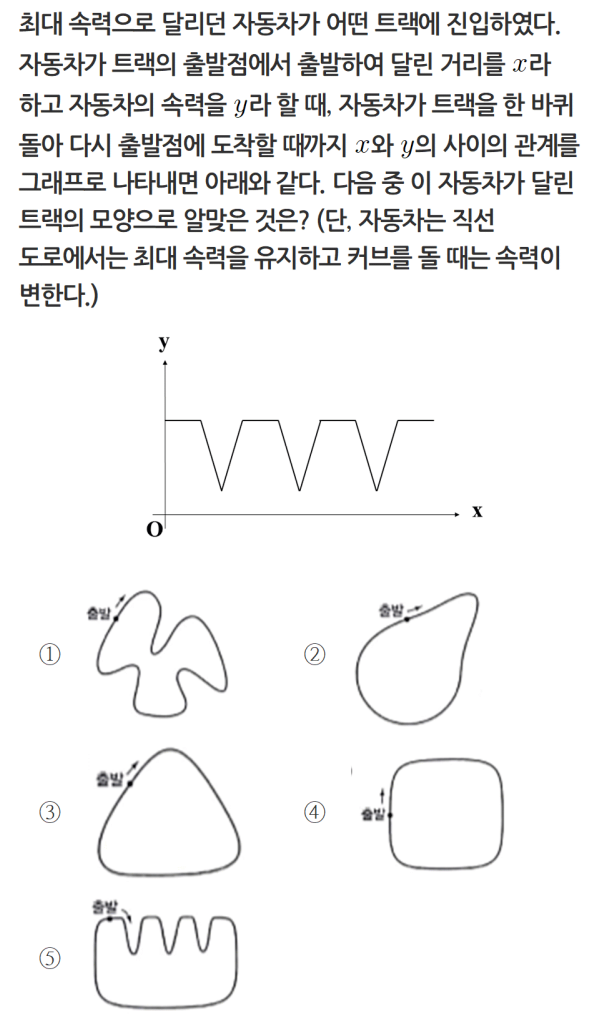 최대 속력으로 달리던 자동차가 어떤 트랙에 진입하였다.
자동차가 트랙의 출발점에서 출발하여 달린 거리를 x라
하고 자동차의 속력을 y라 할 때, 자동차가 트랙을 한 바퀴
돌아 다시 출발점에 도착할 때까지 x와 y의 사이의 관계를
그래프로 나타내면 아래와 같다. 다음 중 이 자동차가 달린
트랙의 모양으로 알맞은 것은? (단, 자동차는 직선
도로에서는 최대 속력을 유지하고 커브를 돌 때는 속력이
변한다.)
y
O
x
출발
①
출발
②
출발
③
출발
④
출발
⑤